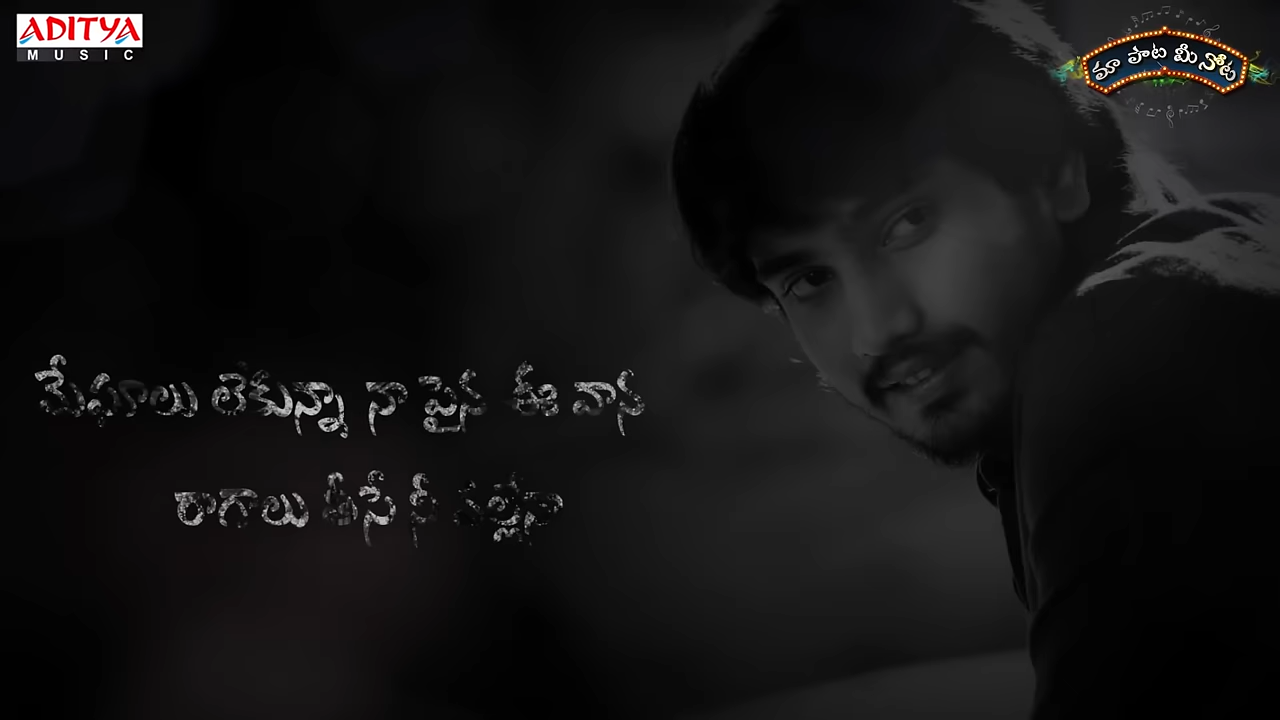 ADITYA
MUSIC
మా పాట మీ నోట
మేఘాలు లేకున్నా నా పైన ఈ వాన
రాగాలు తీసే నీ వల్లేనా